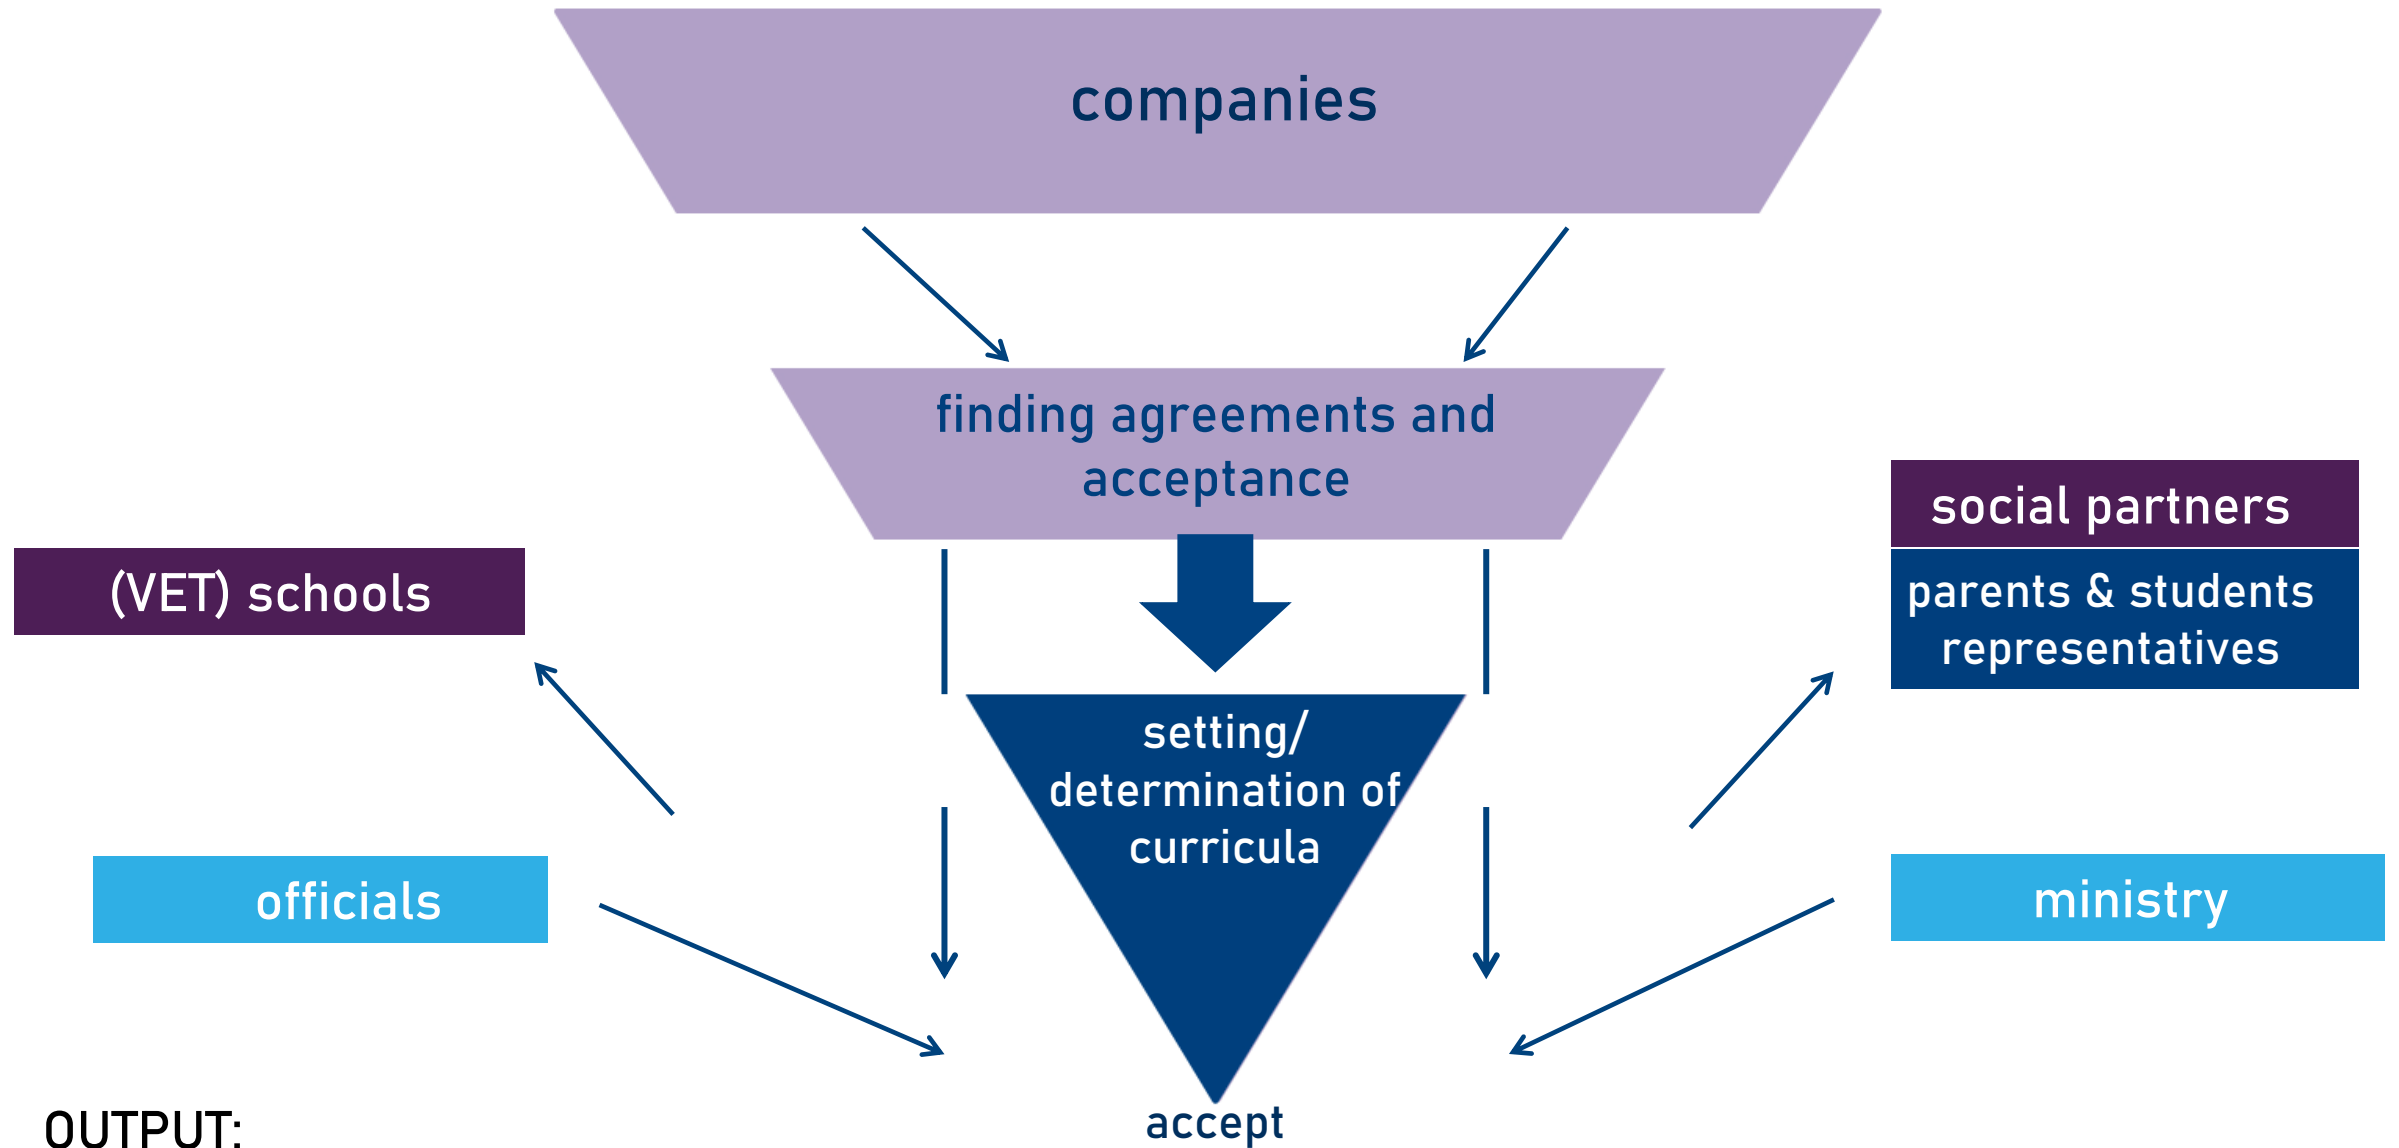 companies
finding agreements and
acceptance
social partners
(VET) schools
parents & students
representatives
setting/
determination of
curricula
officials
ministry
accept
OUTPUT: